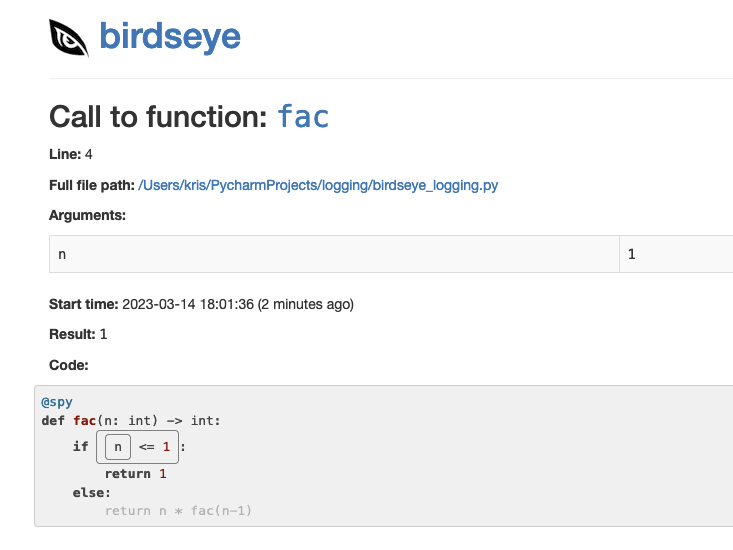 birdseye
Call to function: fac
Line: 4
Full file path: /Users/kris/PycharmProjects/logging/birdseye_logging.py
Arguments:
n 1
Start time: 2023-03-14 18:01:36 (2 minutes ago)
Result: 1
Code:
@spy
def fac(n: int) -> int:
    if n <= 1 :
        return 1
    else:
        return n * fac(n-1)